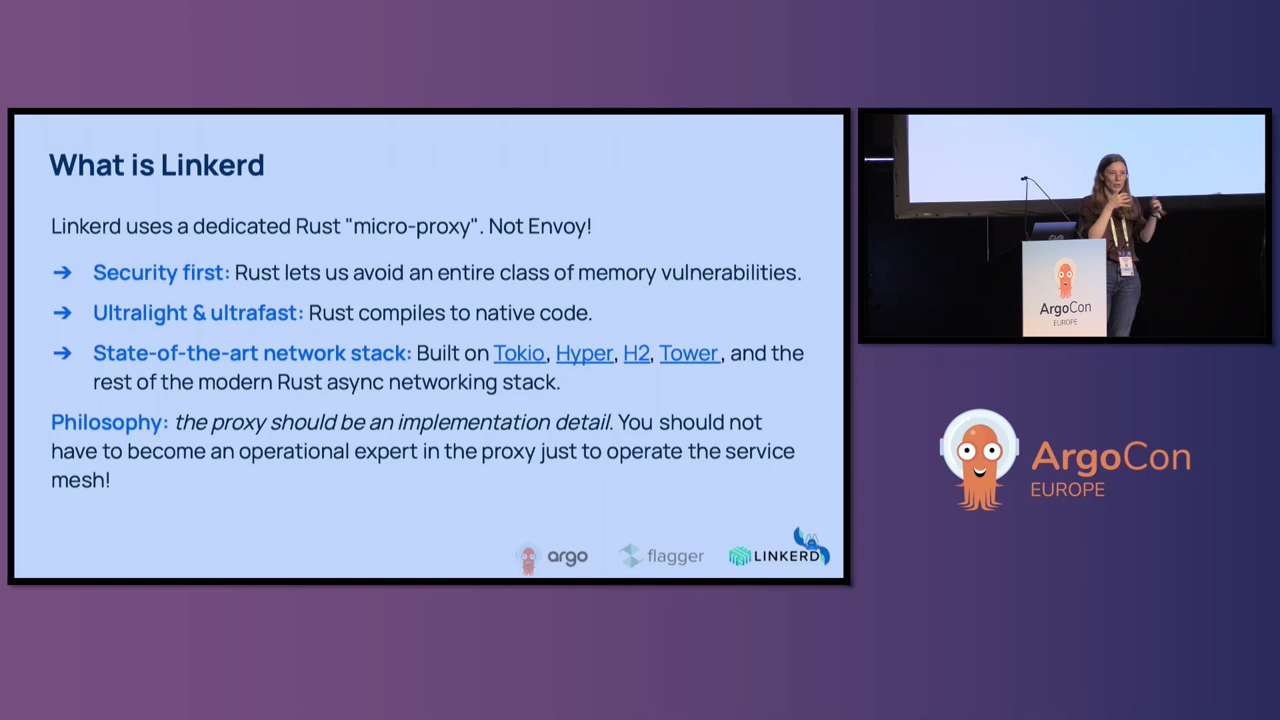 What is Linkerd
Linkerd uses a dedicated Rust "micro-proxy". Not Envoy!
➔ Security first: Rust lets us avoid an entire class of memory vulnerabilities.
➔ Ultralight & ultrafast: Rust compiles to native code.
➔ State-of-the-art network stack: Built on Tokio, Hyper, H2, Tower, and the
rest of the modern Rust async networking stack.
Philosophy: the proxy should be an implementation detail. You should not
have to become an operational expert in the proxy just to operate the service
mesh!
argo
flagger
LINKERD
ArgoCon
EUROPE
ArgoCon
EUROPE